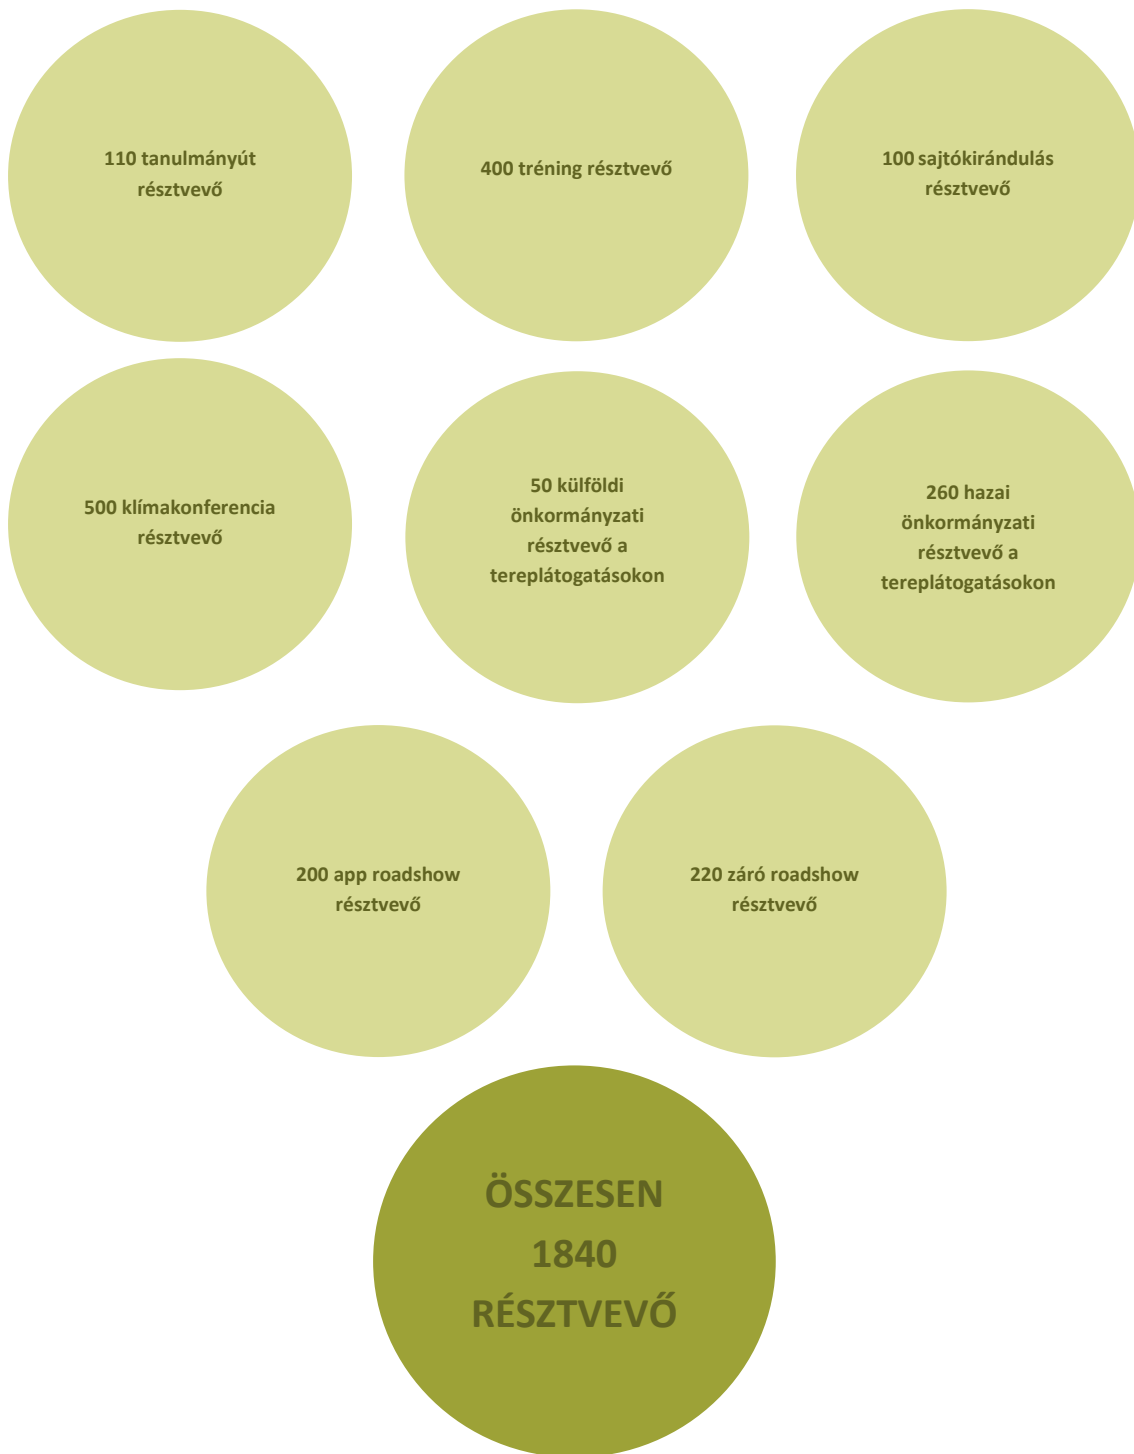 110 tanulmányút
résztvevő
400 tréning résztvevő
100 sajtókirándulás
résztvevő
500 klímakonferencia
résztvevő
50 külföldi
önkormányzati
résztvevő a
tereplátogatásokon
260 hazai
önkormányzati
résztvevő a
tereplátogatásokon
200 app roadshow
résztvevő
220 záró roadshow
résztvevő
ÖSSZESEN
1840
RÉSZTVEVŐ